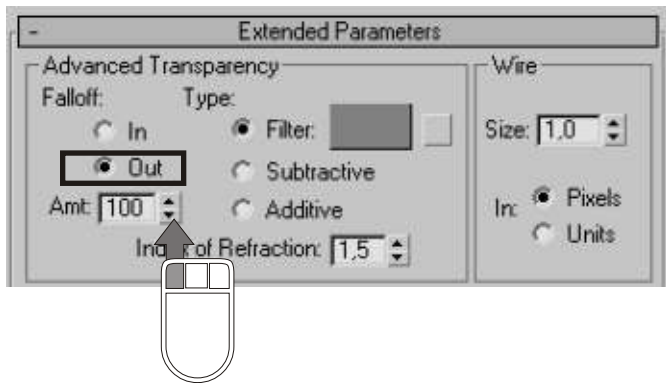 - Extended Parameters
Advanced Transparency
Falloff: Type:
In Filter:
Out Subtractive
Amt: 100 Additive
of Refraction: 1,5
Wire
Size: 1,0
In: Pixels
Units